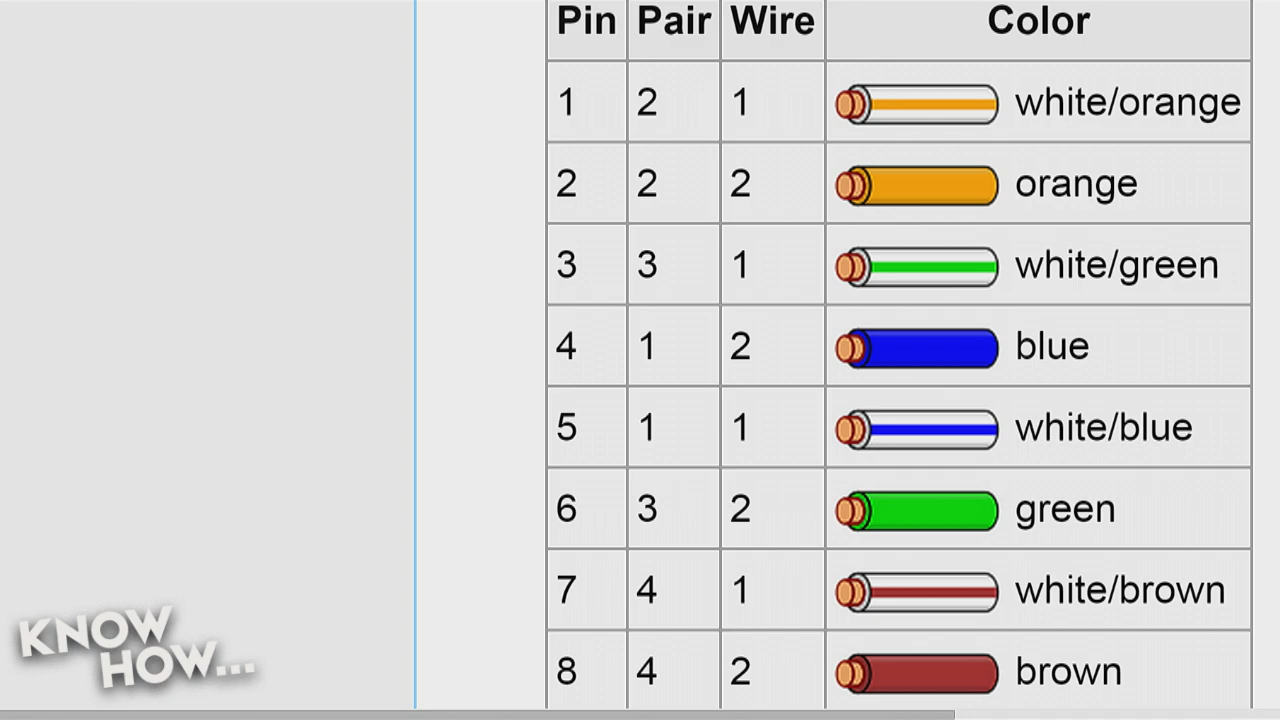 Pin Pair Wire Color
1 2 1 white/orange
2 2 2 orange
3 3 1 white/green
4 1 2 blue
5 1 1 white/blue
6 3 2 green
7 4 1 white/brown
8 4 2 brown
KNOW
HOW...